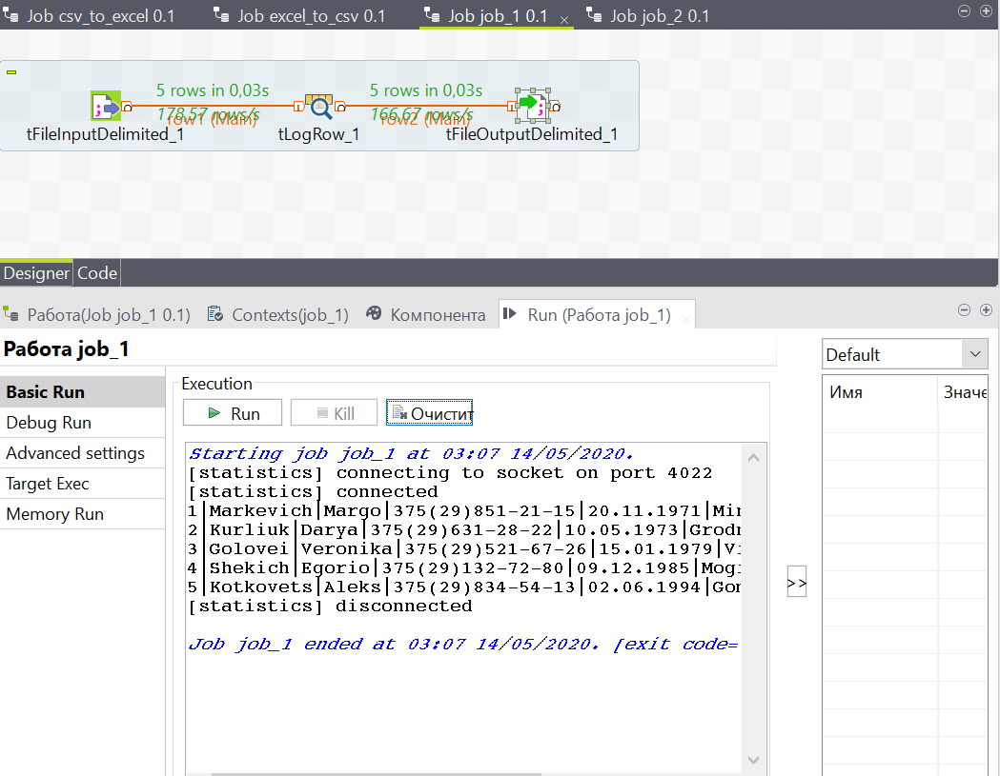 Job csv_to_excel 0.1 Job excel_to_csv 0.1 Job job_1 0.1 Job job_2 0.1
5 rows in 0,03s 5 rows in 0,03s
178,57 rows/s 166,67 rows/s
row1 (Main) row2 (Main)
tFileInputDelimited_1 tLogRow_1 tFileOutputDelimited_1
Designer Code
Работа(Job job_1 0.1) Contexts(job_1) Компонента Run (Работа job_1)
Работа job_1
Default
Basic Run
Debug Run
Advanced settings
Target Exec
Memory Run
Execution
Run Kill Очистит
Starting job job_1 at 03:07 14/05/2020.
[statistics] connecting to socket on port 4022
[statistics] connected
1|Markevich|Margo|375(29)851-21-15|20.11.1971|Min
2|Kurliuk|Darya|375(29)631-28-22|10.05.1973|Grodn
3|Golovei|Veronika|375(29)521-67-26|15.01.1979|Vi
4|Shekich|Egorio|375(29)132-72-80|09.12.1985|Mogi
5|Kotkovets|Aleks|375(29)834-54-13|02.06.1994|Gom
[statistics] disconnected
Job job_1 ended at 03:07 14/05/2020. [exit code=
>>
Имя Значе